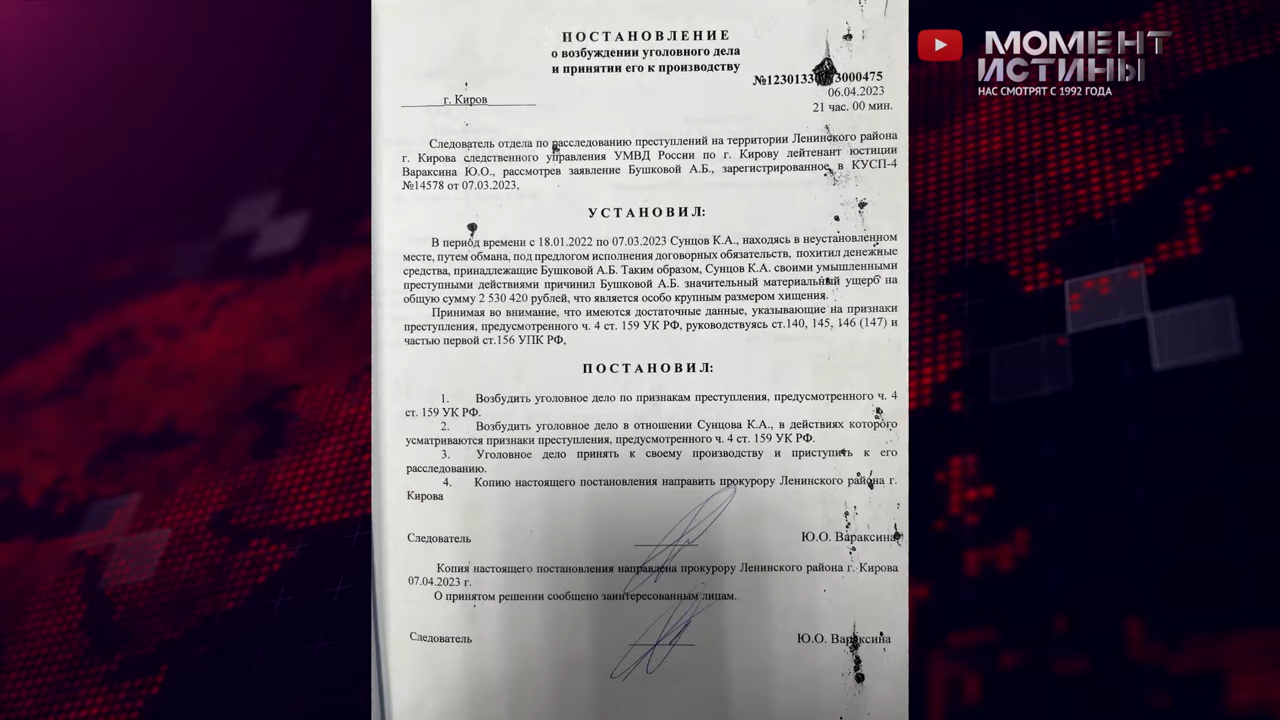 МОМЕНТ
ИСТИНЫ
НАС СМОТРЯТ С 1992 ГОДА
П О С Т А Н О В Л Е Н И Е
о возбуждении уголовного дела
и принятии его к производству
г. Киров
06.04.2023
21 час. 00 мин.
Следователь отдела по расследованию преступлений на территории Ленинского района
г. Кирова следственного управления УМВД России по г. Кирову лейтенант юстиции
Вараксина Ю.О., рассмотрев заявление Бушковой А.Б., зарегистрированное в КУСП-4
№14578 от 07.03.2023,
У С Т А Н О В И Л:
В период времени с 18.01.2022 по 07.03.2023 Сунцов К.А., находясь в неустановленном
месте, путем обмана, под предлогом исполнения договорных обязательств, похитил денежные
средства, принадлежащие Бушковой А.Б. Таким образом, Сунцов К.А. своими умышленными
преступными действиями причинил Бушковой А.Б. значительный материальный ущерб на
общую сумму 2 530 420 рублей, что является особо крупным размером хищения.
Принимая во внимание, что имеются достаточные данные, указывающие на признаки
преступления, предусмотренного ч. 4 ст. 159 УК РФ, руководствуясь ст.140, 145, 146 (147) и
частью первой ст.156 УПК РФ,
П О С Т А Н О В И Л:
1. Возбудить уголовное дело по признакам преступления, предусмотренного ч. 4
ст. 159 УК РФ.
2. Возбудить уголовное дело в отношении Сунцова К.А., в действиях которого
усматриваются признаки преступления, предусмотренного ч. 4 ст. 159 УК РФ.
3. Уголовное дело принять к своему производству и приступить к его
расследованию.
4. Копию настоящего постановления направить прокурору Ленинского района г.
Кирова
Следователь Ю.О. Вараксина
Копия настоящего постановления направлена прокурору Ленинского района г. Кирова
07.04.2023 г.
О принятом решении сообщено заинтересованным лицам.
Следователь Ю.О. Вараксина